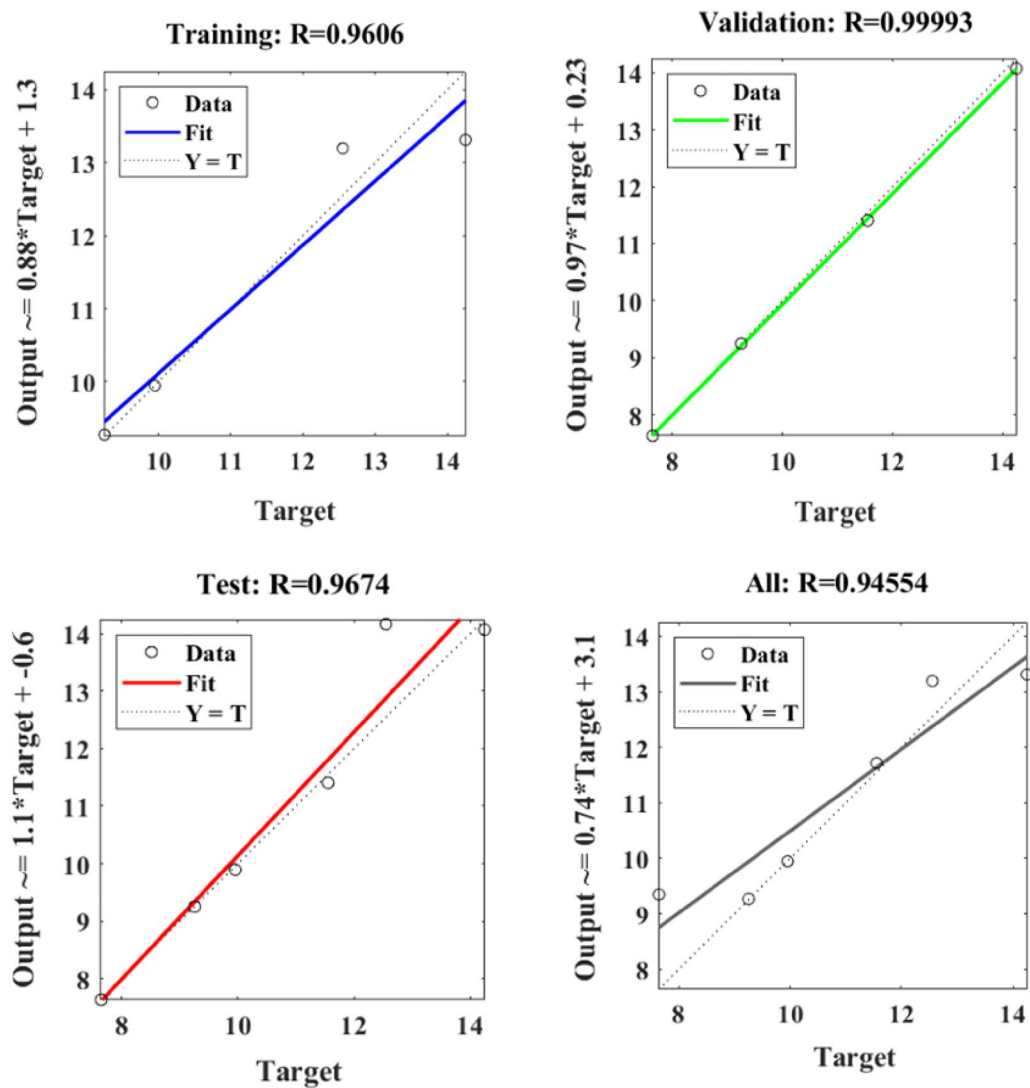 Training: R=0.9606
Output ~= 0.88*Target + 1.3
14
13
12
11
10
Data
Fit
Y = T
10
11
12
13
14
Target
Validation: R=0.99993
Output ~= 0.97*Target + 0.23
14
13
12
11
10
9
8
Data
Fit
Y = T
8
10
12
14
Target
Test: R=0.9674
Output ~= 1.1*Target + -0.6
14
13
12
11
10
9
8
Data
Fit
Y = T
8
10
12
14
Target
All: R=0.94554
Output ~= 0.74*Target + 3.1
14
13
12
11
10
9
8
Data
Fit
Y = T
8
10
12
14
Target